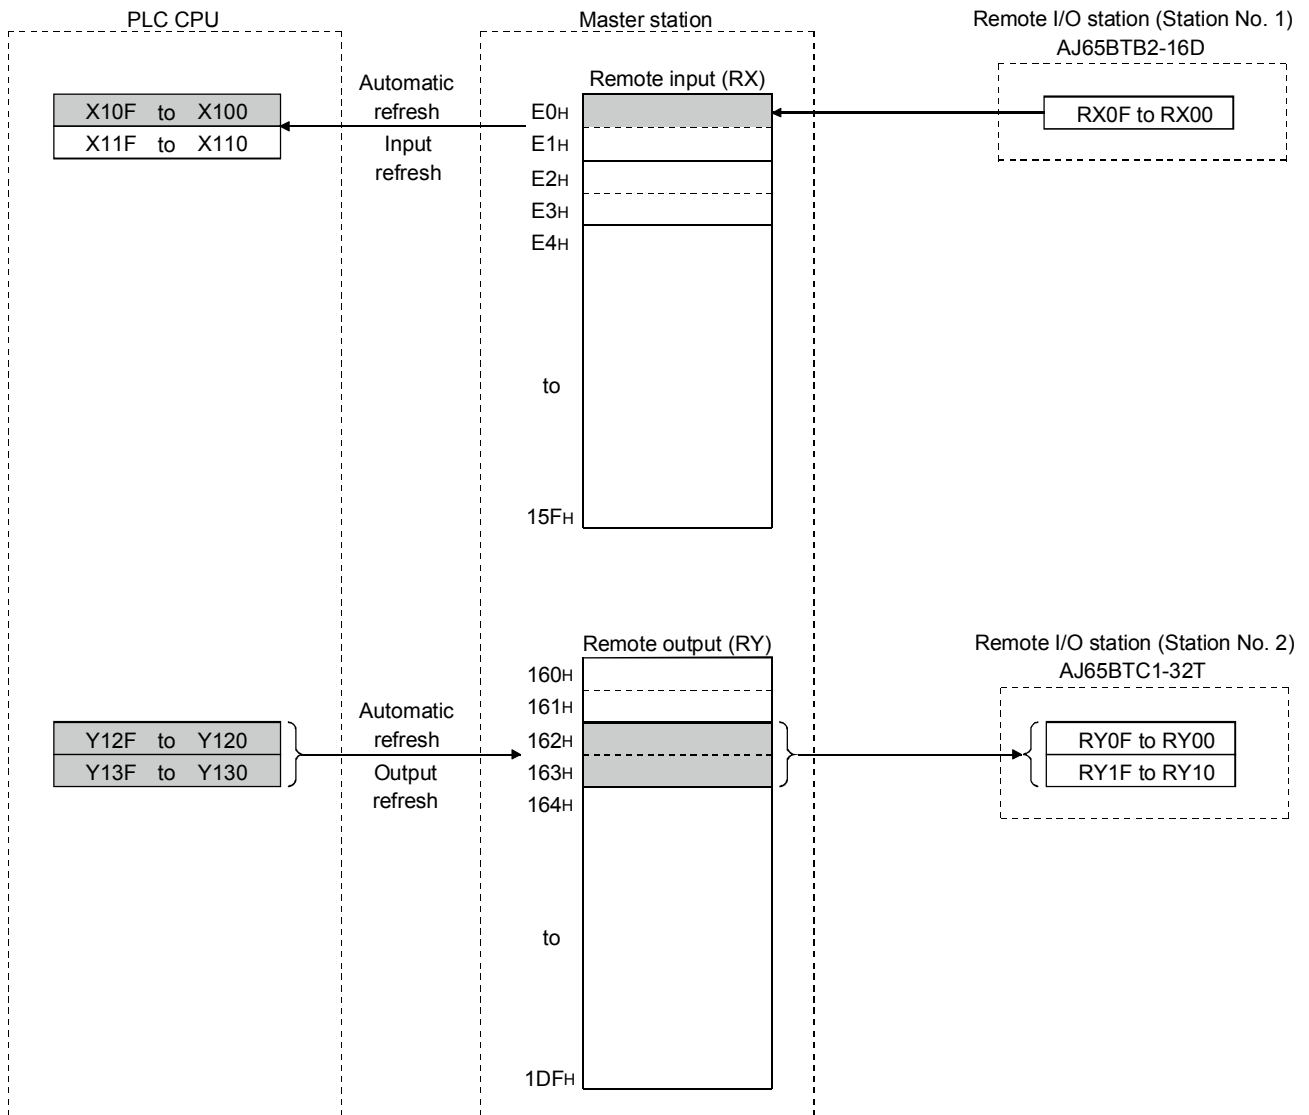 PLC CPU
Master station
Remote I/O station (Station No. 1)
AJ65BTB2-16D
Remote input (RX)
X10F to X100
X11F to X110
Automatic
refresh
Input
refresh
E0H
E1H
E2H
E3H
E4H
to
15FH
RX0F to RX00
Remote output (RY)
Remote I/O station (Station No. 2)
AJ65BTC1-32T
Y12F to Y120
Y13F to Y130
Automatic
refresh
Output
refresh
160H
161H
162H
163H
164H
to
1DFH
RY0F to RY00
RY1F to RY10